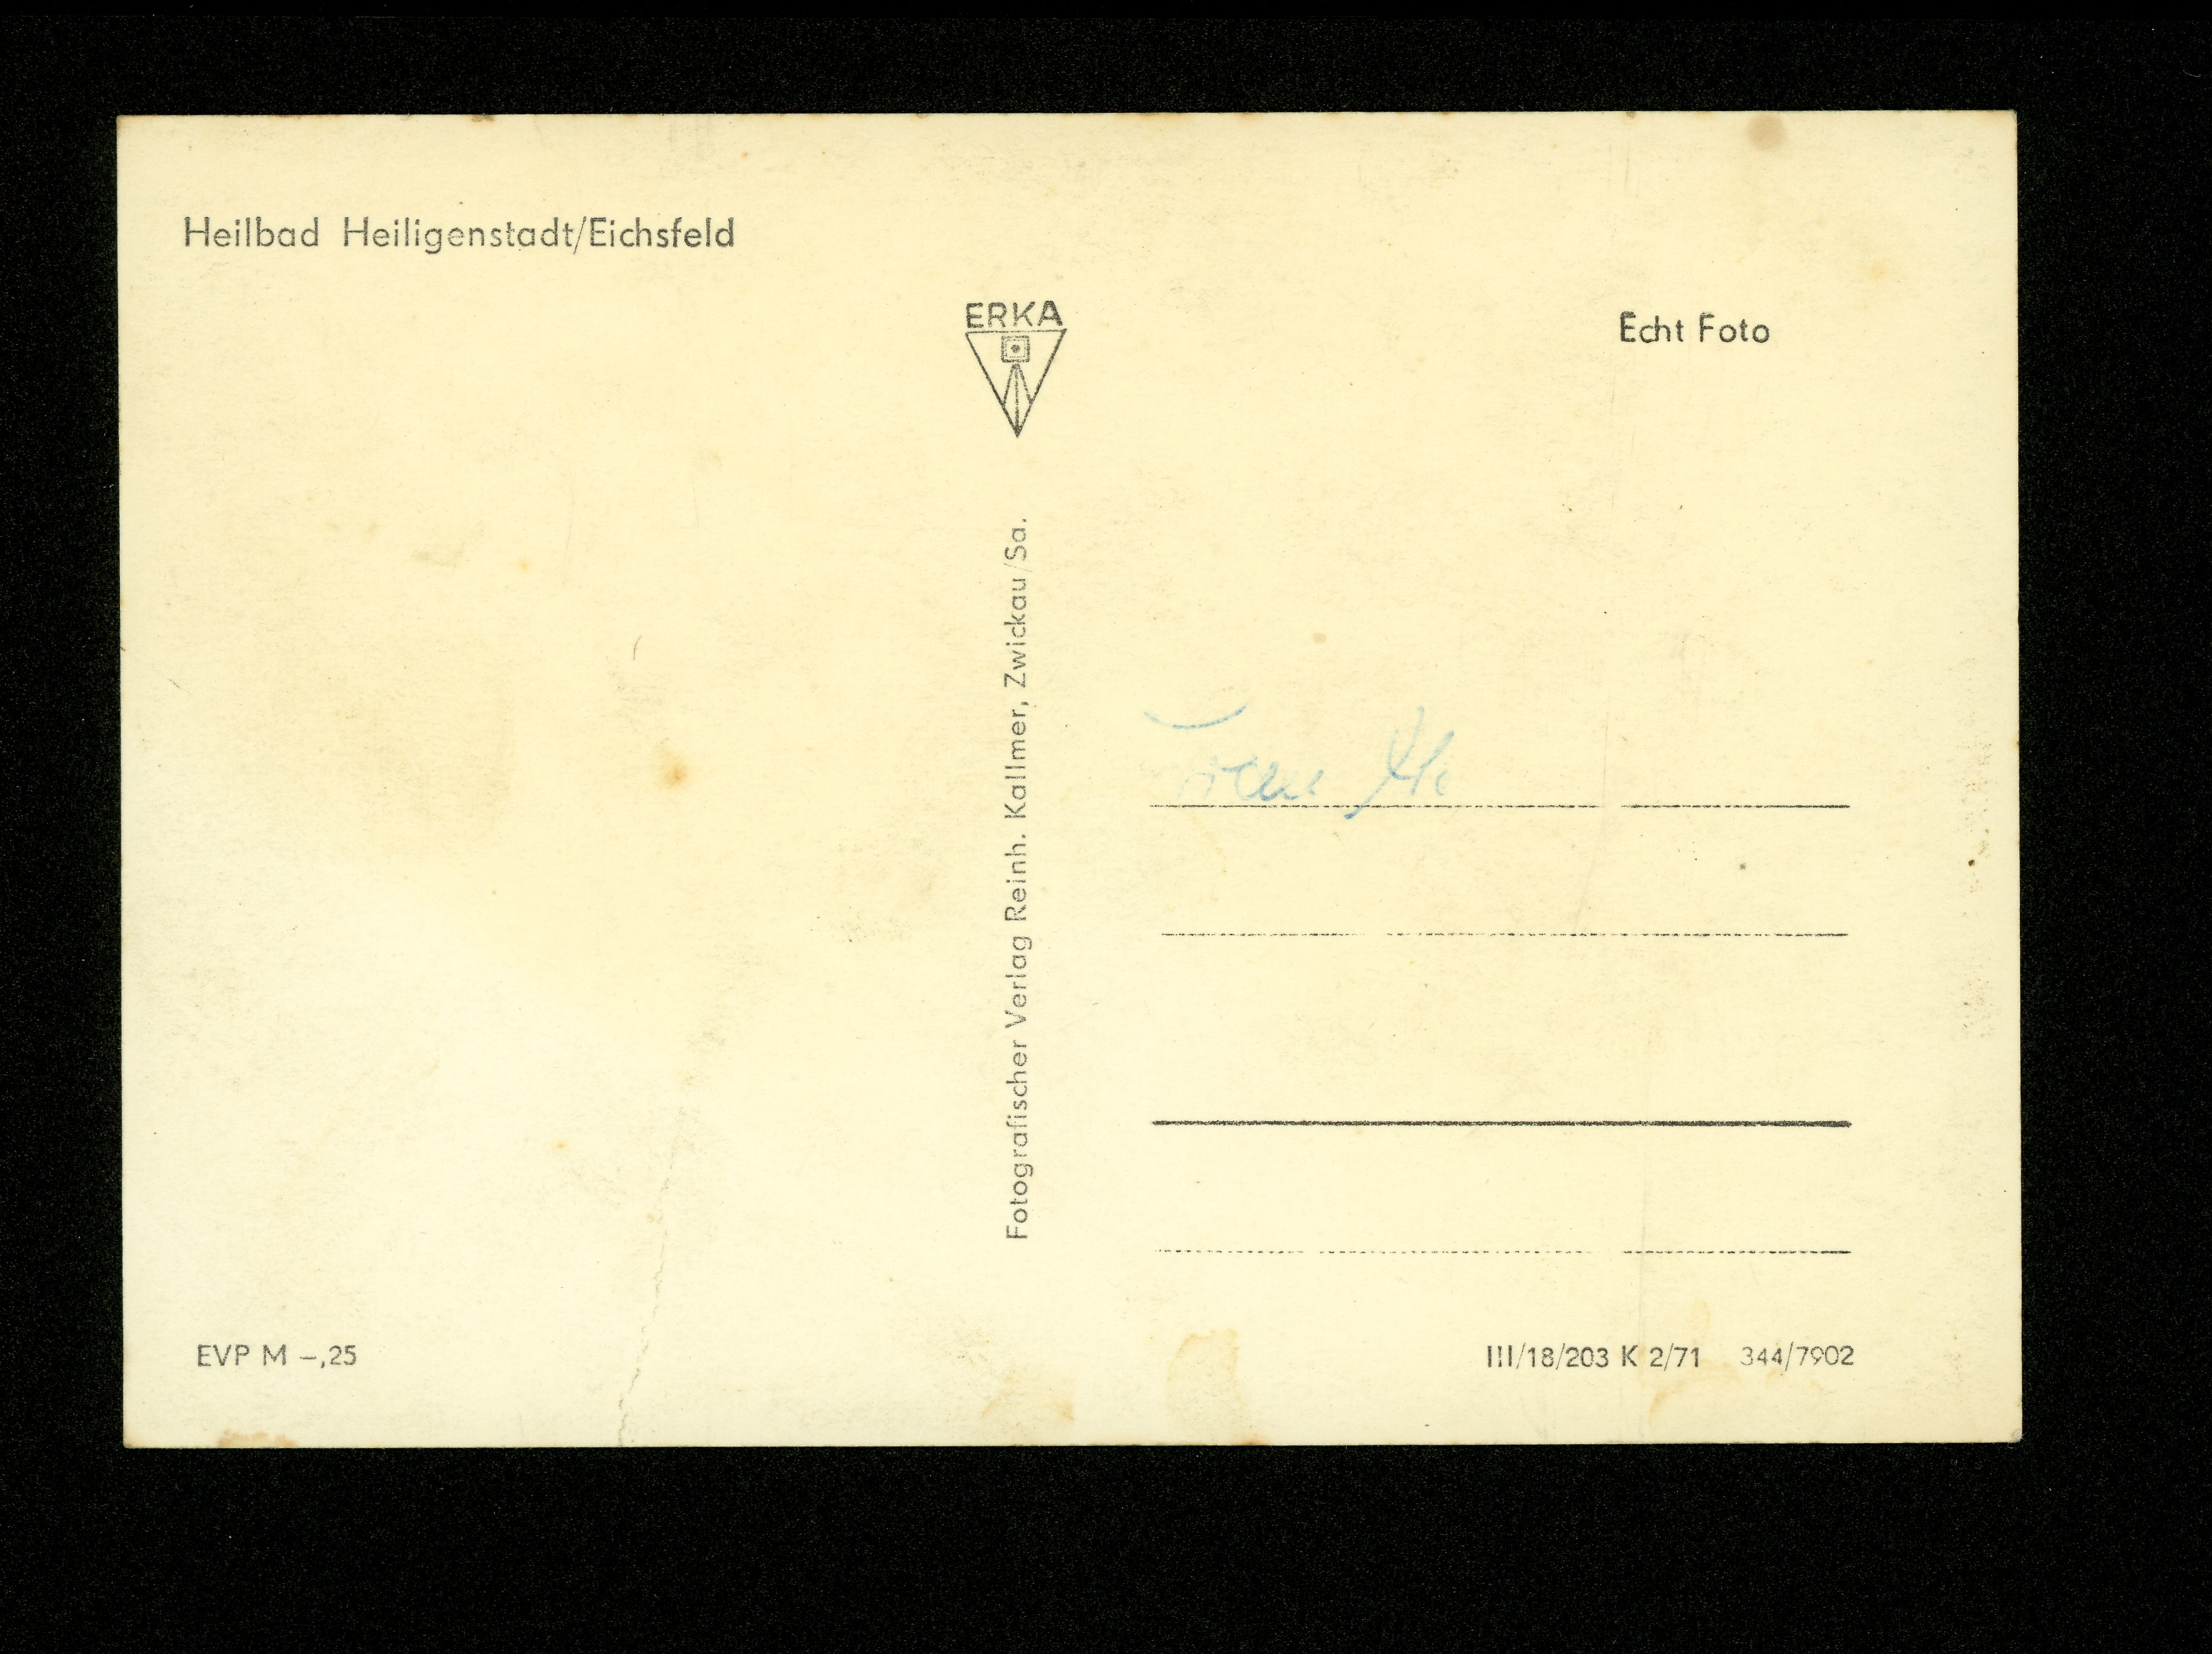 Heilbad Heiligenstadt/Eichsfeld
ERKA
Echt Foto
Fotografischer Verlag Reinh. Kallmer, Zwickau/Sa.
EVP M –,25
III/18/203 K 2/71 344/7902